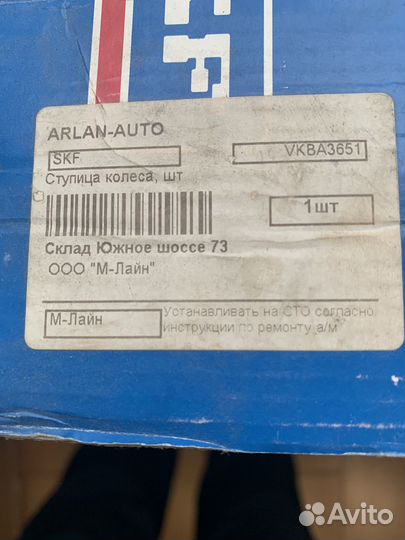 SKF
ARLAN-AUTO
SKF VKBA3651
Ступица колеса, шт
1шт
Склад Южное шоссе 73
ООО "М-Лайн"
М-Лайн
Устанавливать на СТО согласно
инструкции по ремонту а/м
Avito